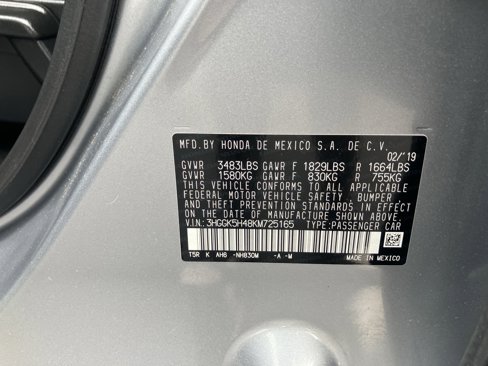 MFD.BY HONDA DE MEXICO S.A. DE C.V.
02/'19
GVWR 3483LBS GAWR F 1829LBS R 1664LBS
GVWR 1580KG GAWR F 830KG R 755KG
THIS VEHICLE CONFORMS TO ALL APPLICABLE
FEDERAL MOTOR VEHICLE SAFETY, BUMPER, AND
THEFT PREVENTION STANDARDS IN EFFECT ON
THE DATE OF MANUFACTURE SHOWN ABOVE.
V.I.N.: 3HGGK5H48KM725165 TYPE:PASSENGER CAR
T5R K AH6 -NH830M -A -M MADE IN MEXICO